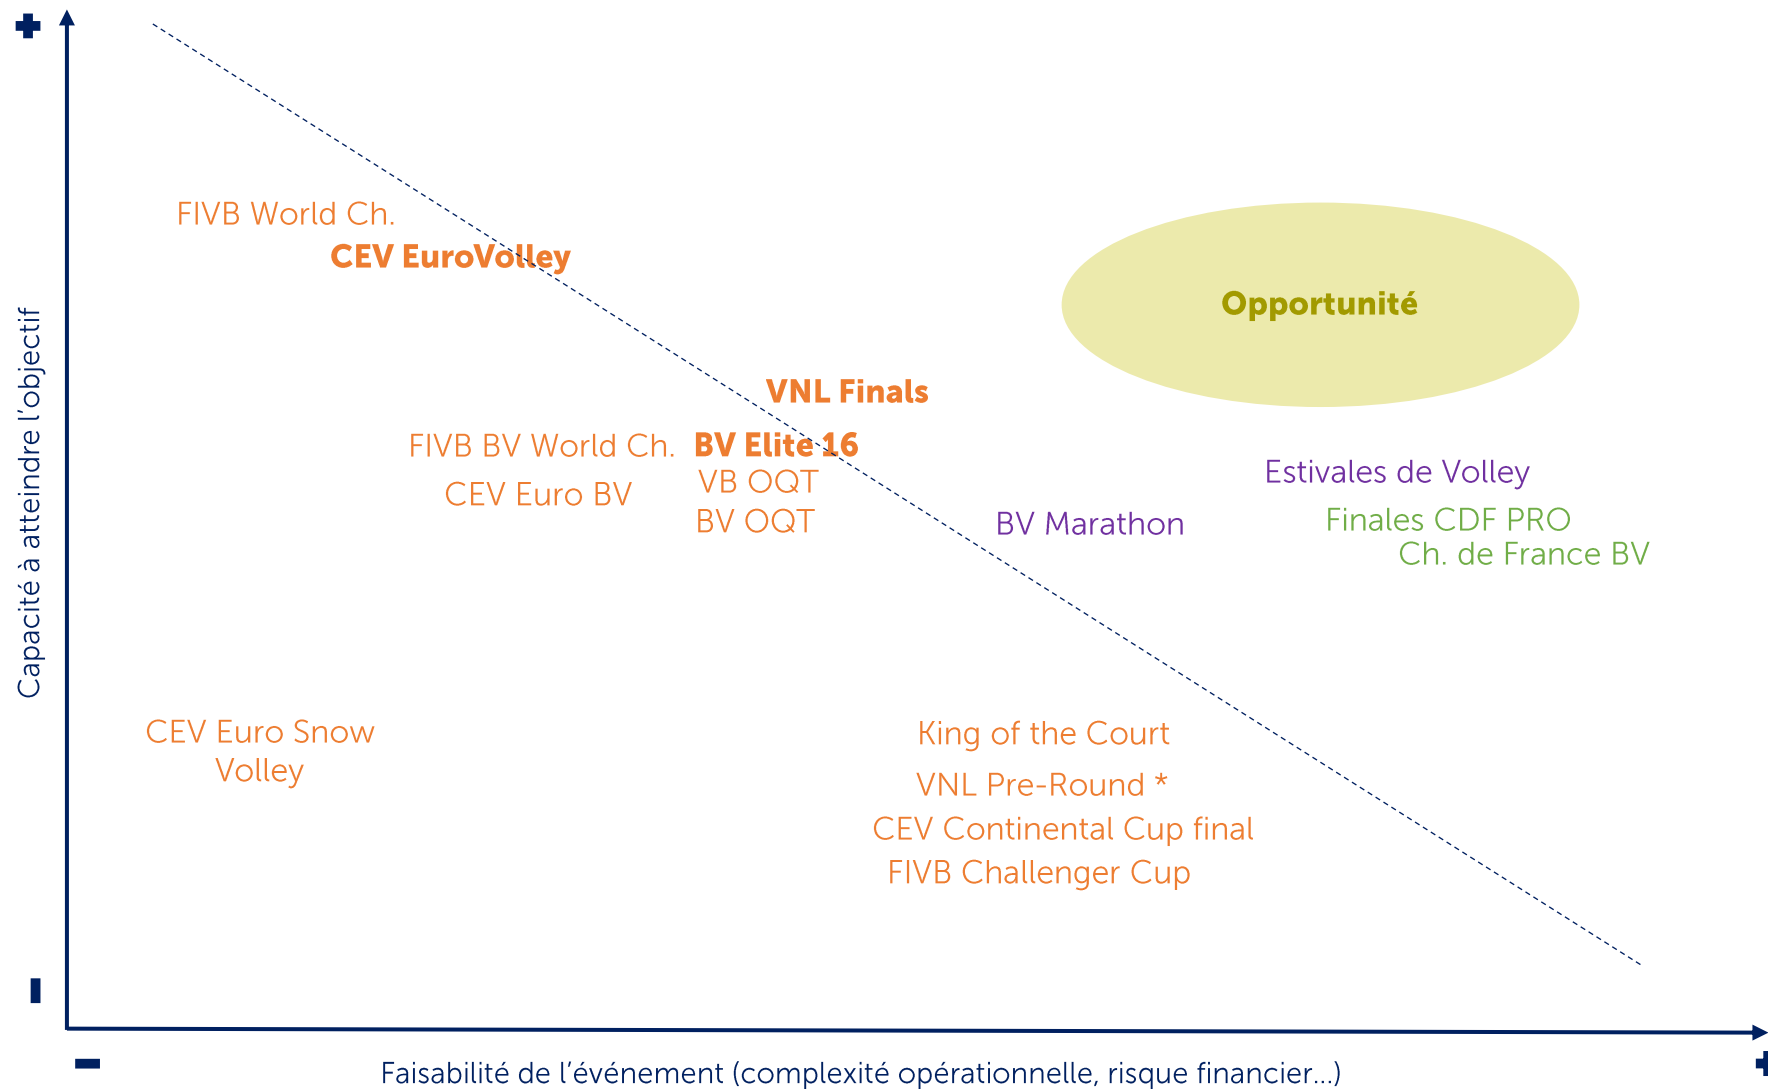 FIVB World Ch.
CEV EuroVolley
Opportunité
VNL Finals
FIVB BV World Ch.
BV Elite 16
Estivales de Volley
VB OQT
CEV Euro BV
BV OQT
BV Marathon
Finales CDF PRO
Ch. de France BV
Capacité à atteindre l'objectif
CEV Euro Snow
Volley
King of the Court
VNL Pre-Round *
CEV Continental Cup final
FIVB Challenger Cup
Faisabilité de l'événement (complexité opérationnelle, risque financier...)